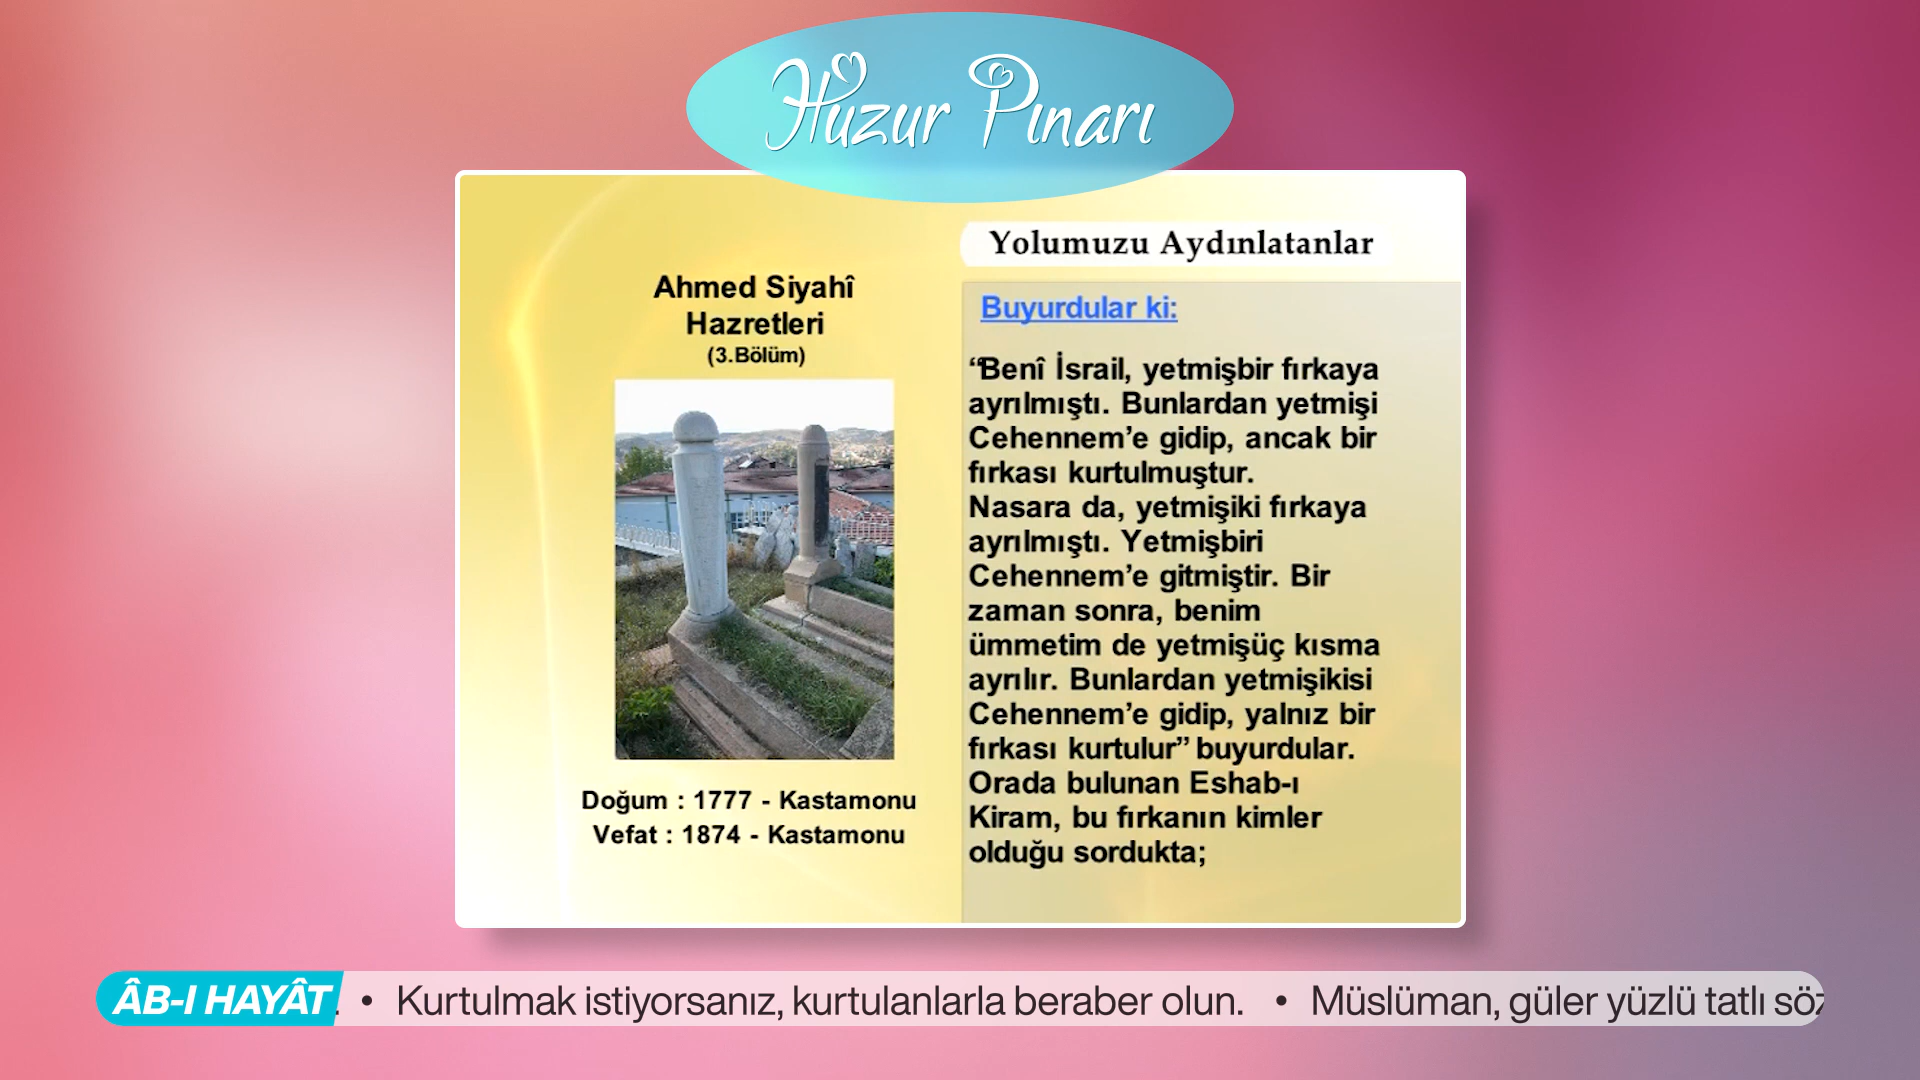 Huzur Pınarı
Yolumuzu Aydınlatanlar
Ahmed Siyahî
Hazretleri
(3.Bölüm)
Doğum : 1777 - Kastamonu
Vefat : 1874 - Kastamonu
Buyurdular ki:
“Benî İsrail, yetmişbir fırkaya
ayrılmıştı. Bunlardan yetmişi
Cehennem’e gidip, ancak bir
fırkası kurtulmuştur.
Nasara da, yetmişiki fırkaya
ayrılmıştı. Yetmişbiri
Cehennem’e gitmiştir. Bir
zaman sonra, benim
ümmetim de yetmişüç kısma
ayrılır. Bunlardan yetmişikisi
Cehennem’e gidip, yalnız bir
fırkası kurtulur” buyurdular.
Orada bulunan Eshab-ı
Kiram, bu fırkanın kimler
olduğu sordukta;
ÂB-I HAYÂT . • Kurtulmak istiyorsanız, kurtulanlarla beraber olun. • Müslüman, güler yüzlü tatlı söz